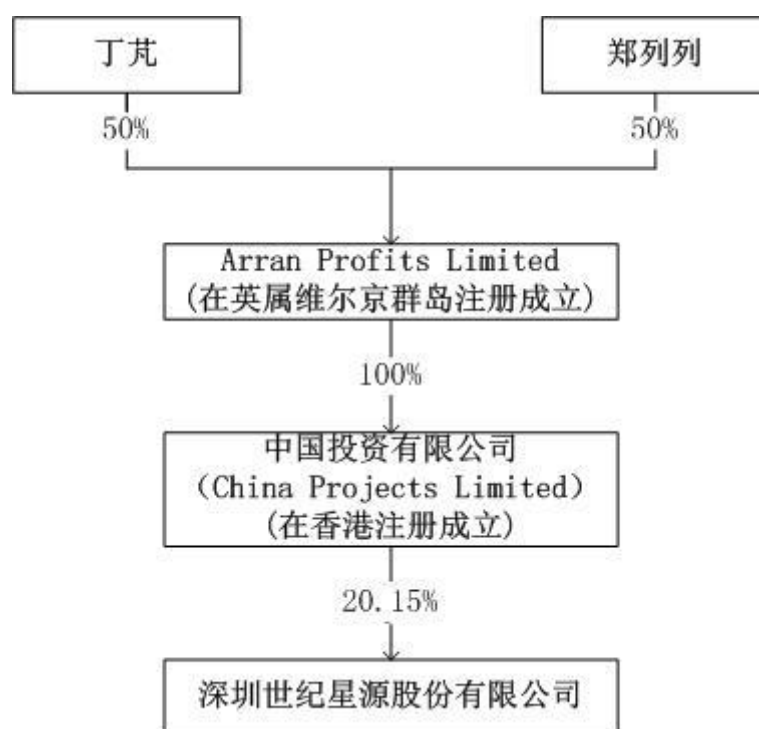 丁芃
郑列列
50%
50%
Arran Profits Limited
(在英属维尔京群岛注册成立)
100%
中国投资有限公司
（China Projects Limited）
(在香港注册成立)
20.15%
深圳世纪星源股份有限公司